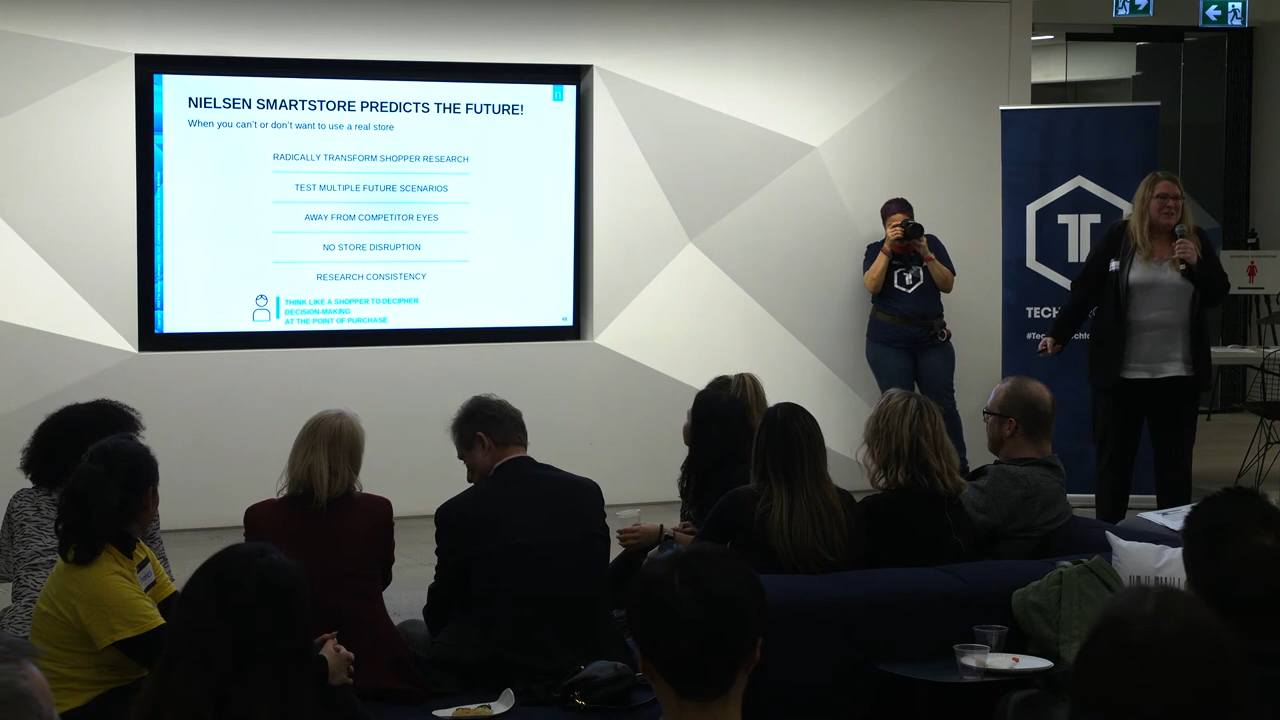 NIELSEN SMARTSTORE PREDICTS THE FUTURE!
When you can't or don't want to use a real store
RADICALLY TRANSFORM SHOPPER RESEARCH
TEST MULTIPLE FUTURE SCENARIOS
AWAY FROM COMPETITOR EYES
NO STORE DISRUPTION
RESEARCH CONSISTENCY
THINK LIKE A SHOPPER TO DECIPHER
DECISION-MAKING
AT THE POINT OF PURCHASE
n
TT
TECH